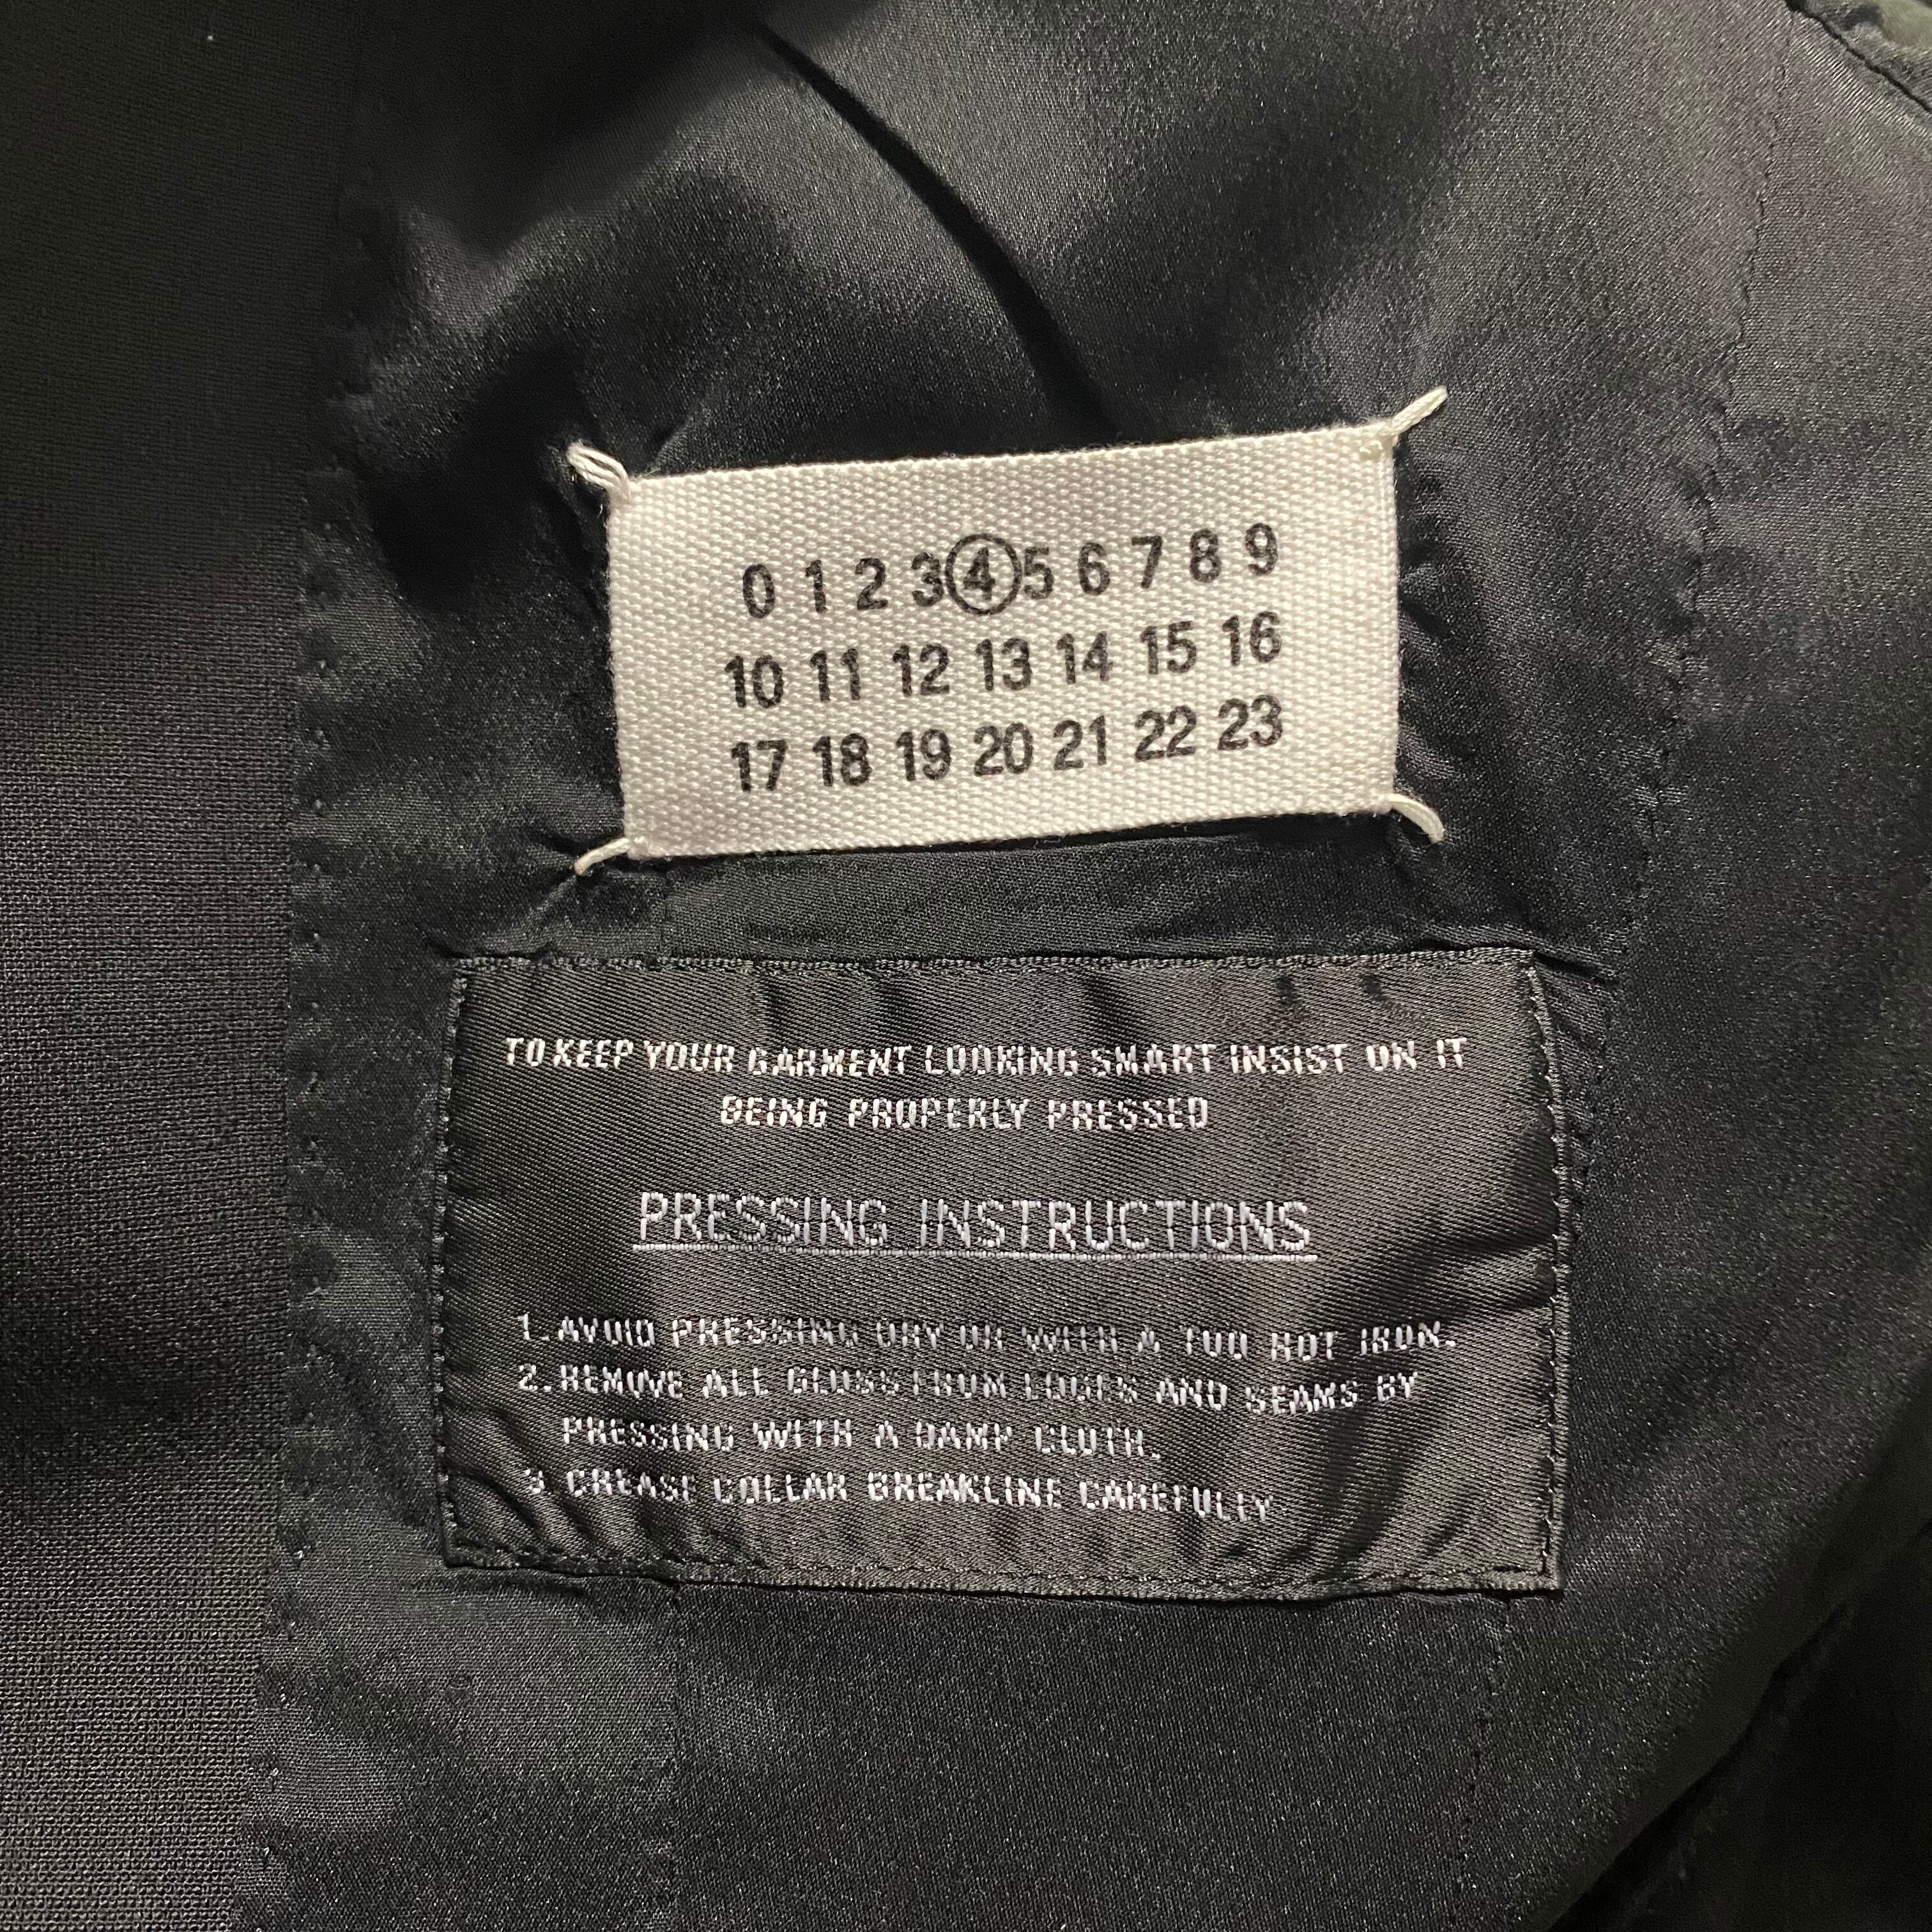 0 1 2 3 4 5 6 7 8 9
10 11 12 13 14 15 16
17 18 19 20 21 22 23
TO KEEP YOUR GARMENT LOOKING SMART INSIST ON IT
BEING PROPERLY PRESSED
PRESSING INSTRUCTIONS
1. AVOID PRESSING DRY OR WITH A TOO HOT IRON.
2. REMOVE ALL GLOSS FROM EDGES AND SEAMS BY
PRESSING WITH A DAMP CLOTH.
3 CREASE COLLAR BREAKLINE CAREFULLY